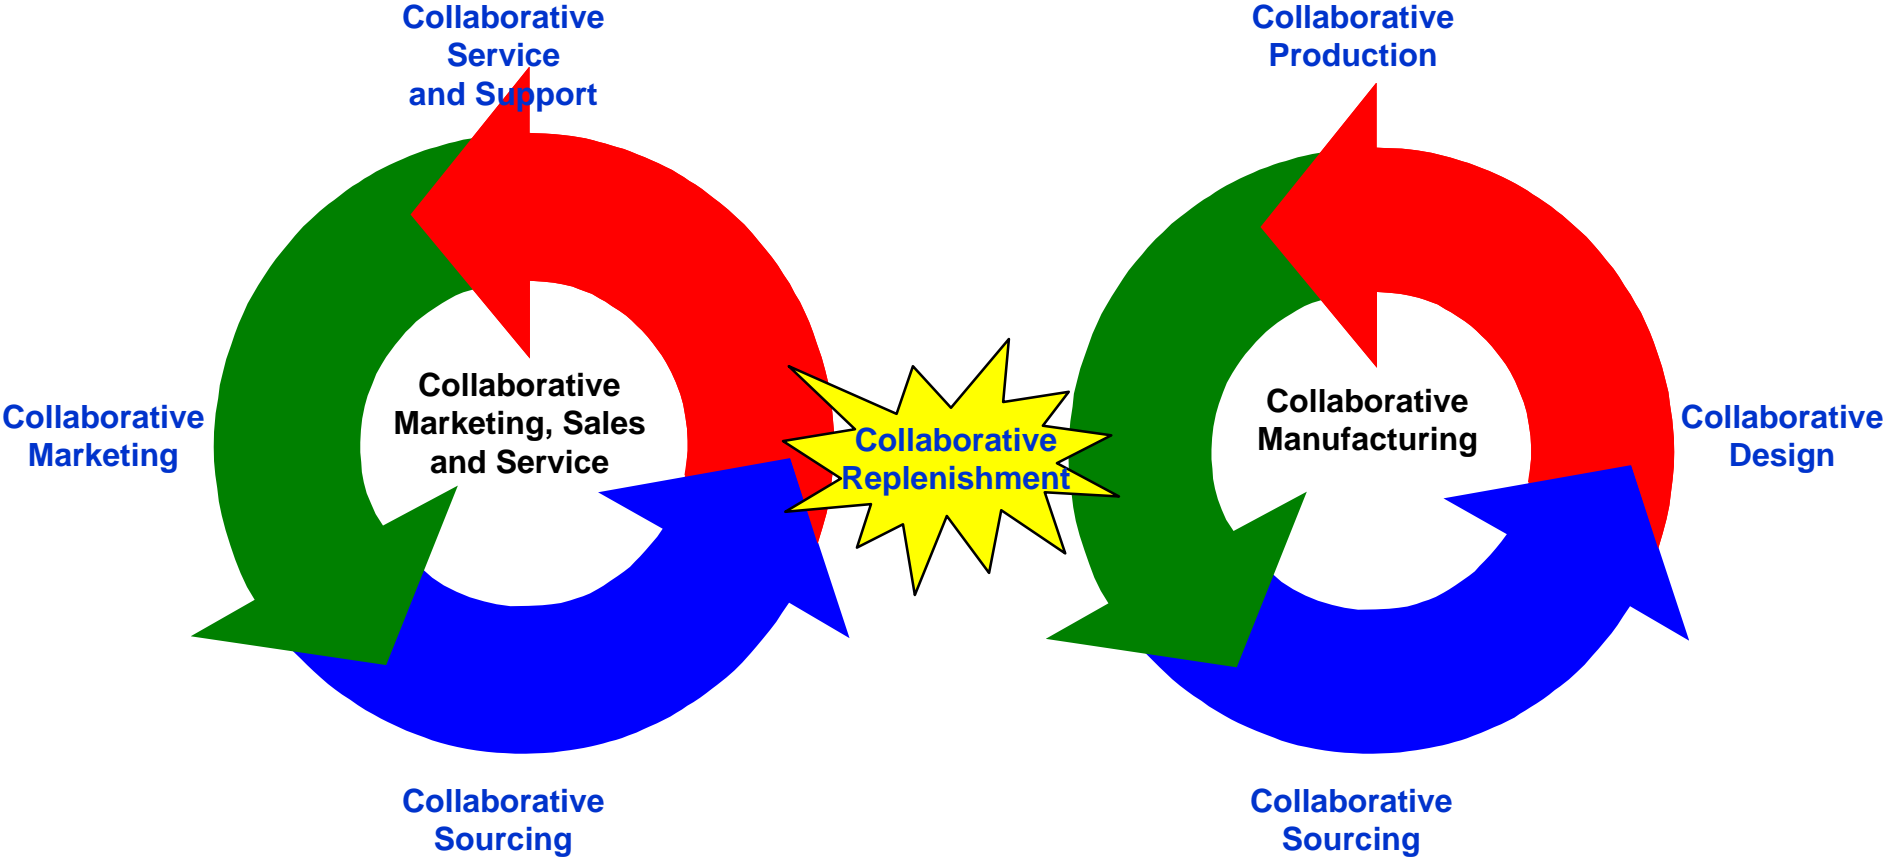 Collaborative
Service
and Support
Collaborative
Production
Collaborative
Marketing
Collaborative
Marketing, Sales
and Service
Collaborative
Replenishment
Collaborative
Manufacturing
Collaborative
Design
Collaborative
Sourcing
Collaborative
Sourcing